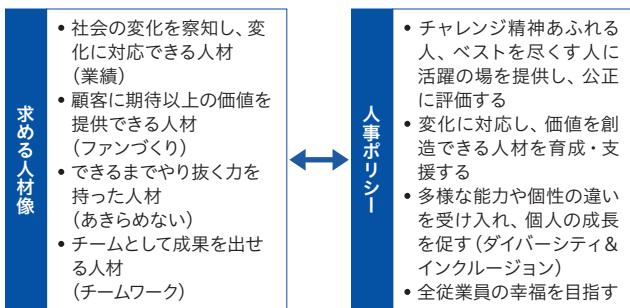 求める人材像
• 社会の変化を察知し、変
化に対応できる人材
(業績)
• 顧客に期待以上の価値を
提供できる人材
(ファンづくり)
• できるまでやり抜く力を
持った人材
(あきらめない)
• チームとして成果を出せ
る人材
(チームワーク)
人事ポリシー
• チャレンジ精神あふれる
人、ベストを尽くす人に
活躍の場を提供し、公正
に評価する
• 変化に対応し、価値を創
造できる人材を育成・支
援する
• 多様な能力や個性の違い
を受け入れ、個人の成長
を促す(ダイバーシティ&
インクルージョン)
• 全従業員の幸福を目指す